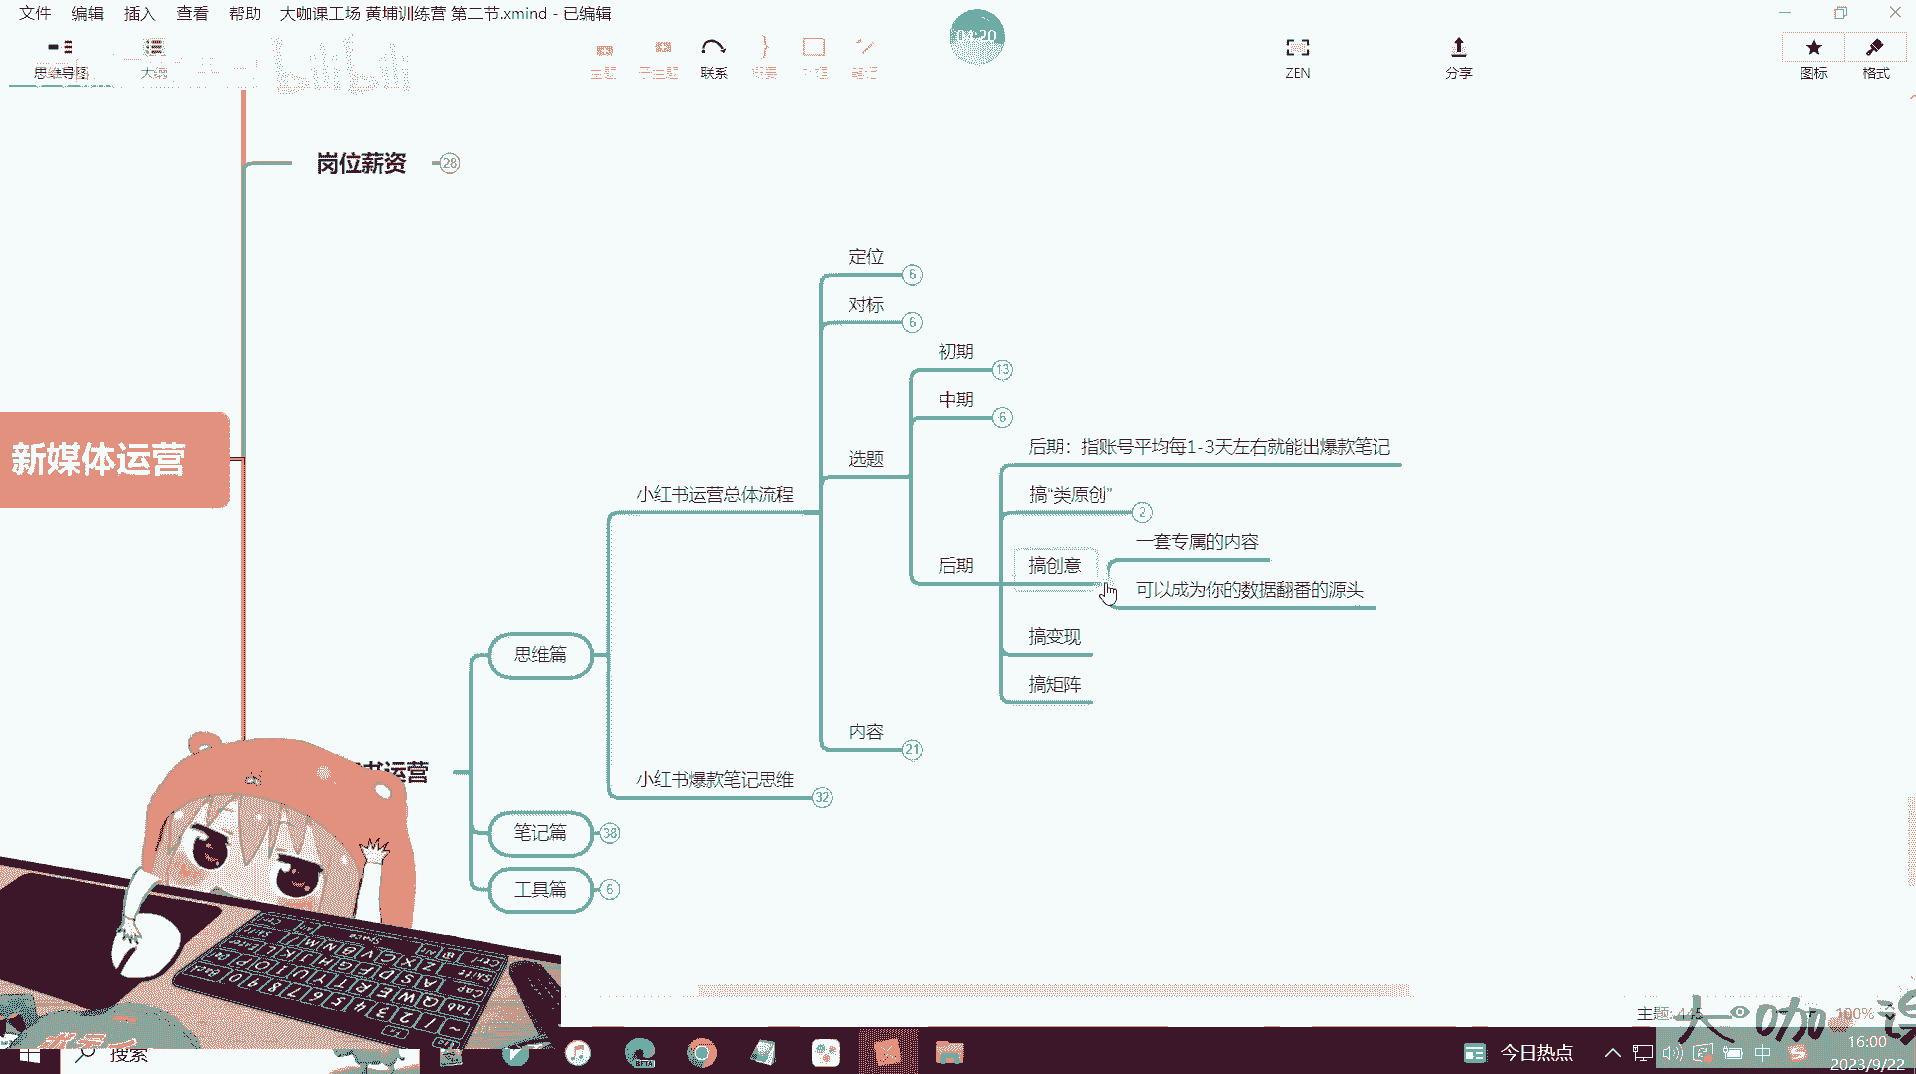 文件 编辑 插入 查看 帮助 大咖课工场 黄埔训练营 第二节.xmind - 已编辑
思维导图 大纲 主题 子主题 联系 概要 外框 笔记 ZEN 分享 图标 格式
bilibili
04:20
岗位薪资 28
定位 6
对标 6
初期 13
中期 6
后期：指账号平均每1-3天左右就能出爆款笔记
新媒体运营
选题
小红书运营总体流程
搞“类原创” 2
一套专属的内容
后期
搞创意
可以成为你的数据翻番的源头
搞变现
思维篇
搞矩阵
内容 21
书运营
小红书爆款笔记思维 32
笔记篇 38
工具篇 6
主题: 445 100%
大咖课
搜索
今日热点
中
16:00
2023/9/22